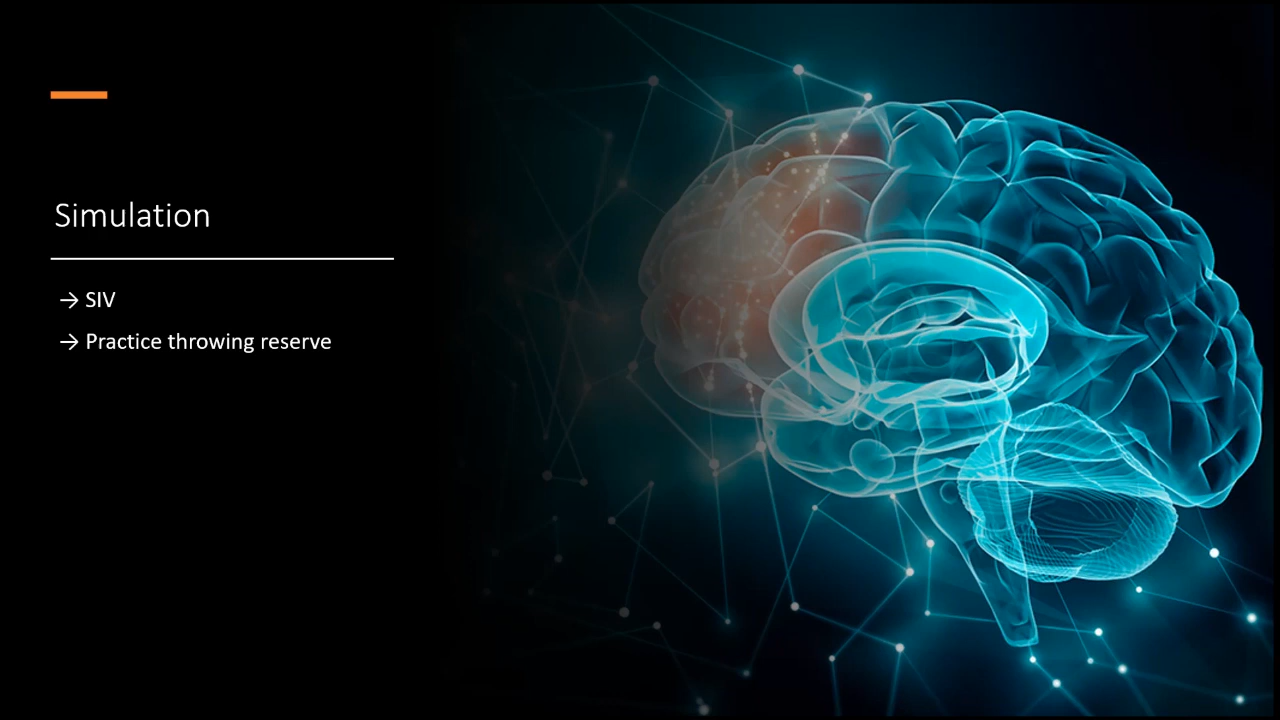 Simulation
→ SIV
→ Practice throwing reserve